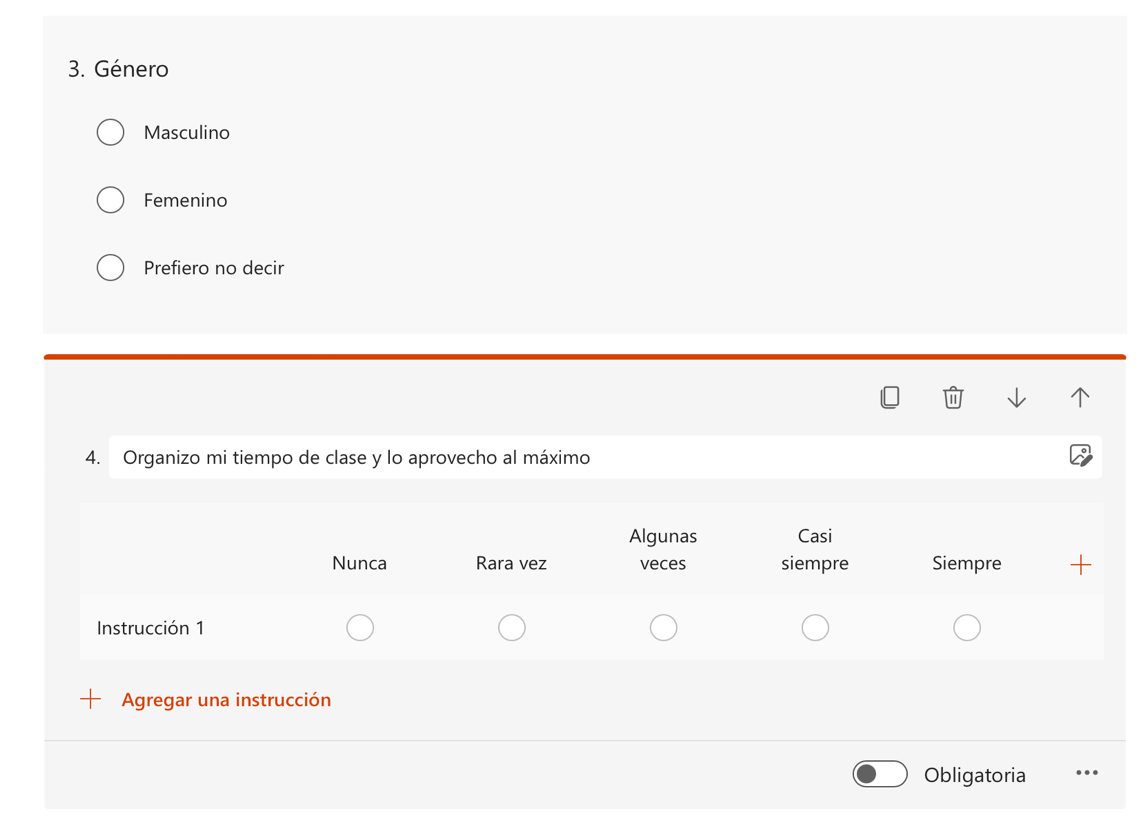 3. Género
Masculino
Femenino
Prefiero no decir
4. Organizo mi tiempo de clase y lo aprovecho al máximo
Nunca
Rara vez
Algunas
veces
Casi
siempre
Siempre
Instrucción 1
Agregar una instrucción
Obligatoria